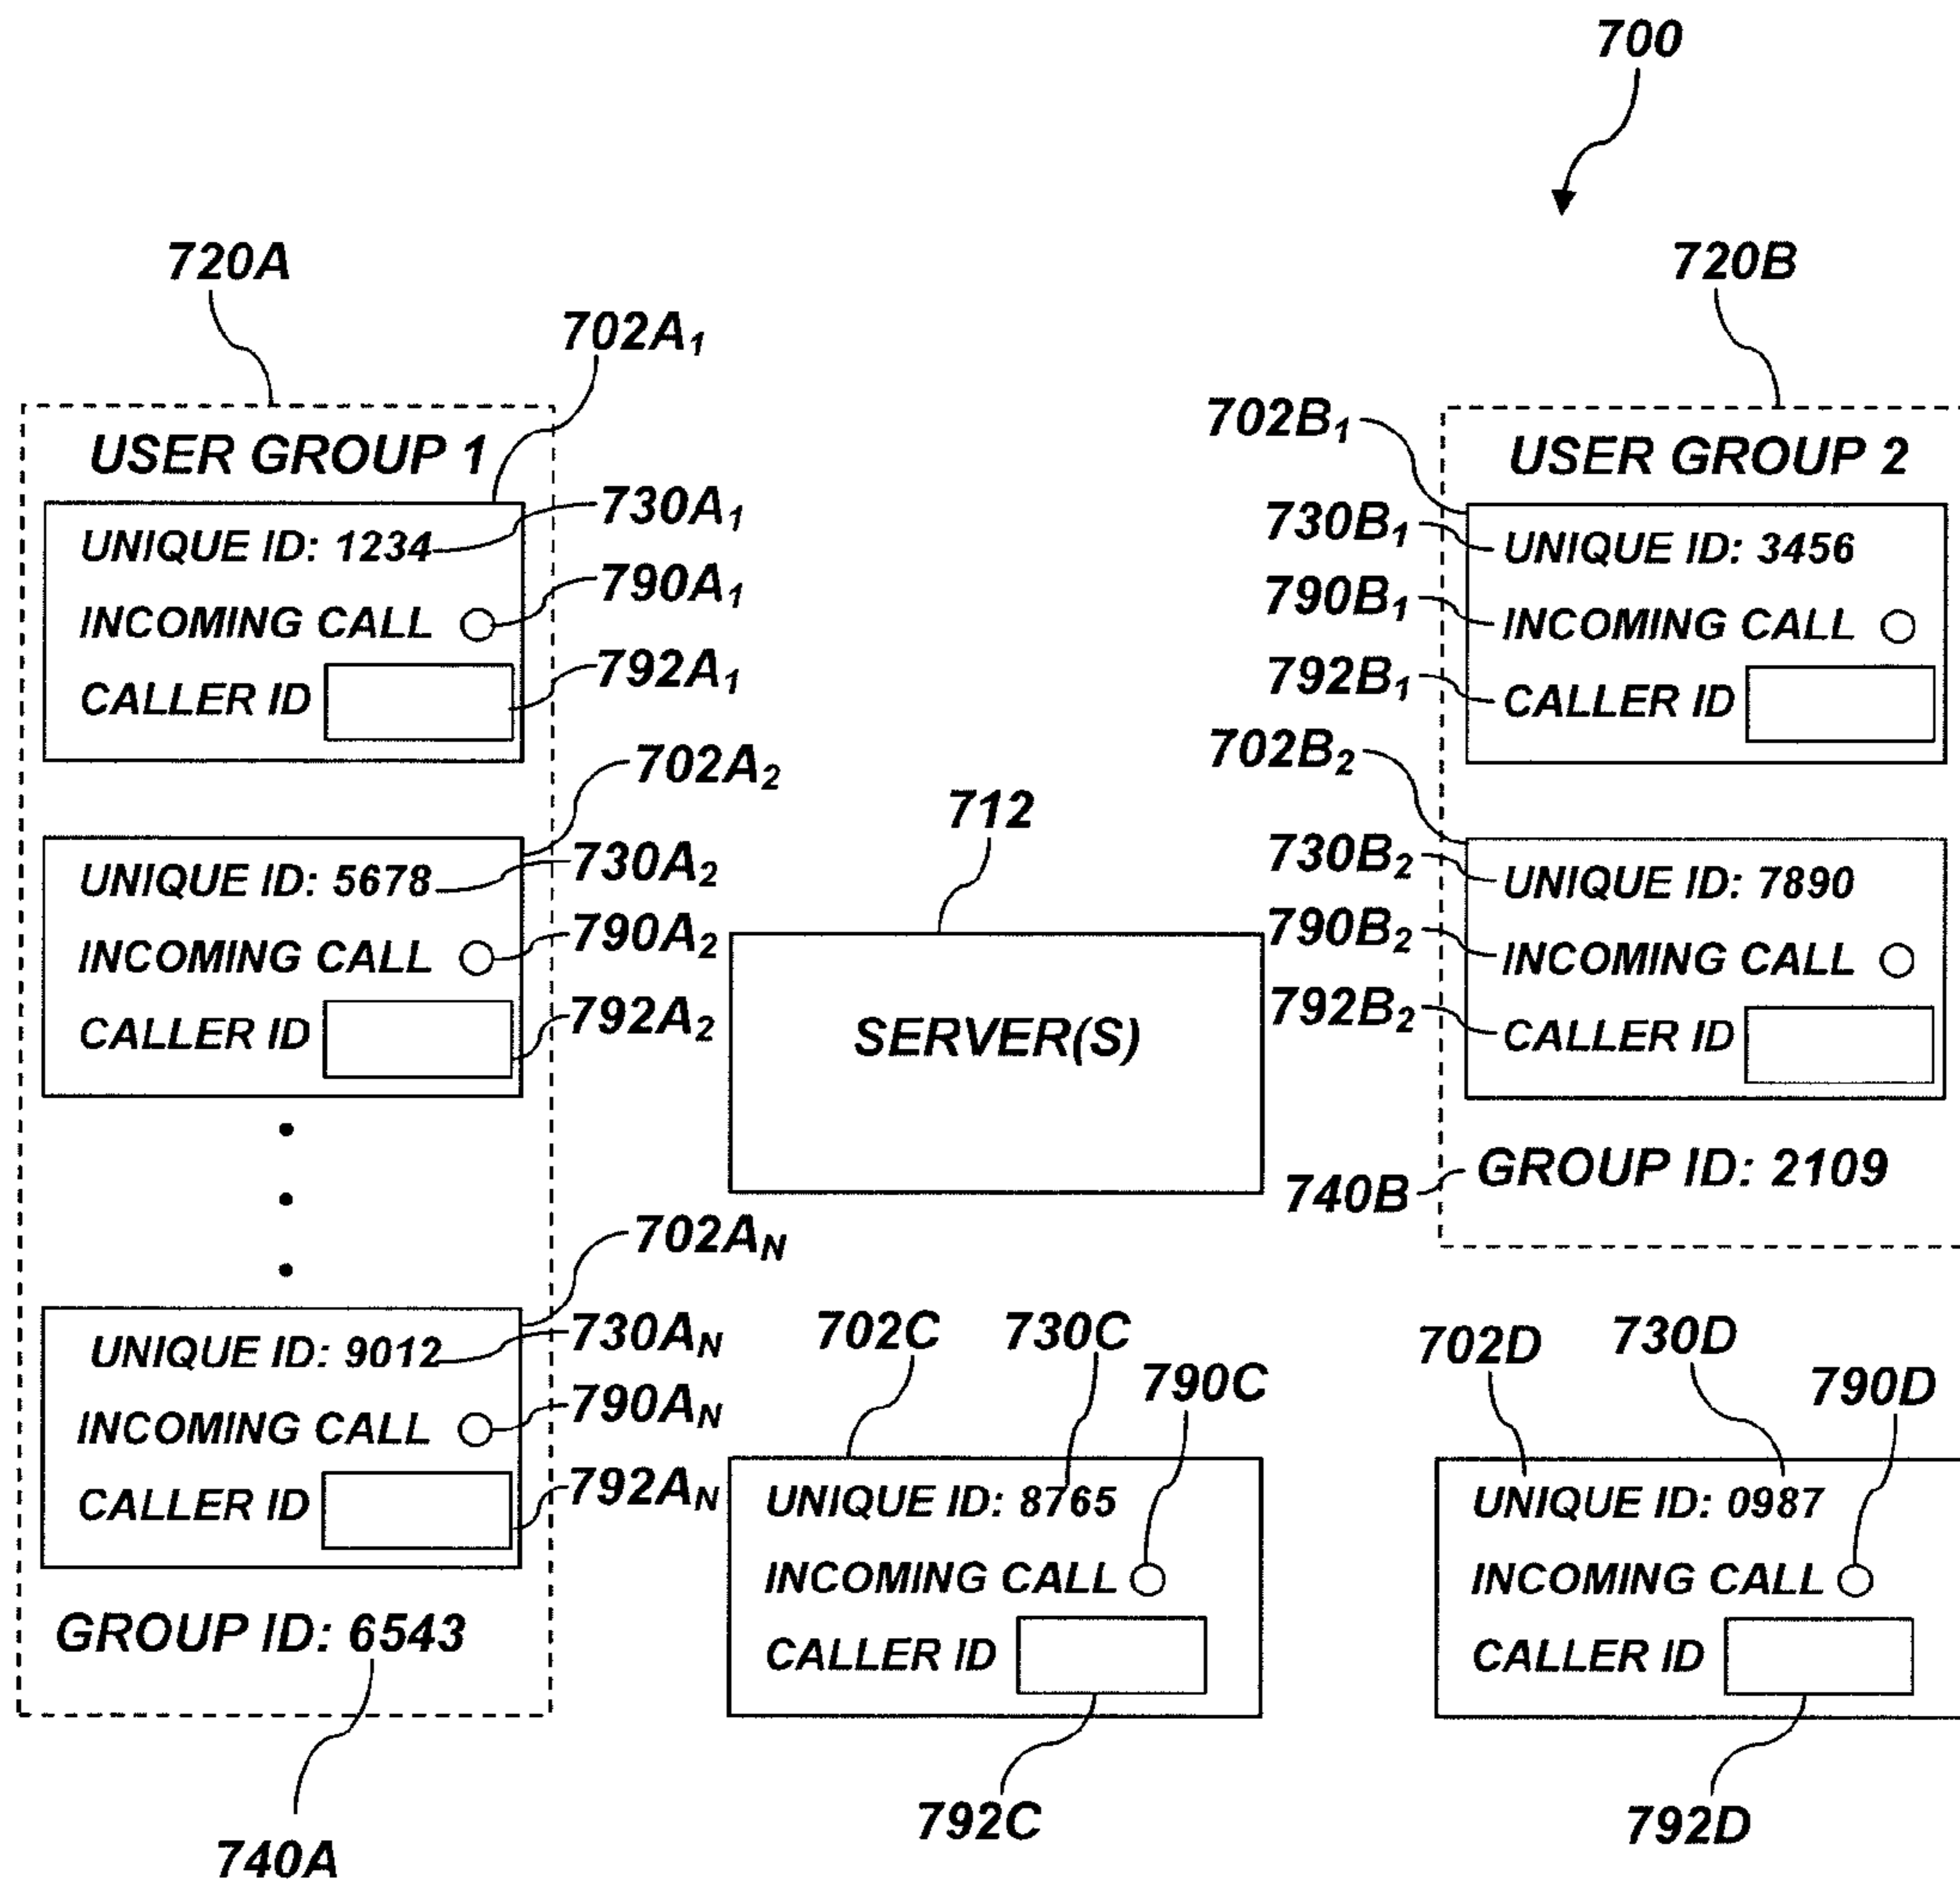 700
720A
702A1
USER GROUP 1
UNIQUE ID: 1234
730A1
INCOMING CALL
790A1
CALLER ID
792A1
702A2
UNIQUE ID: 5678
730A2
INCOMING CALL
790A2
CALLER ID
792A2
702AN
UNIQUE ID: 9012
730AN
INCOMING CALL
790AN
CALLER ID
792AN
GROUP ID: 6543
740A
712
SERVER(S)
720B
702B1
USER GROUP 2
730B1
UNIQUE ID: 3456
790B1
INCOMING CALL
792B1
CALLER ID
702B2
730B2
UNIQUE ID: 7890
790B2
INCOMING CALL
792B2
CALLER ID
740B
GROUP ID: 2109
702C
730C
790C
UNIQUE ID: 8765
INCOMING CALL
CALLER ID
792C
702D
730D
790D
UNIQUE ID: 0987
INCOMING CALL
CALLER ID
792D